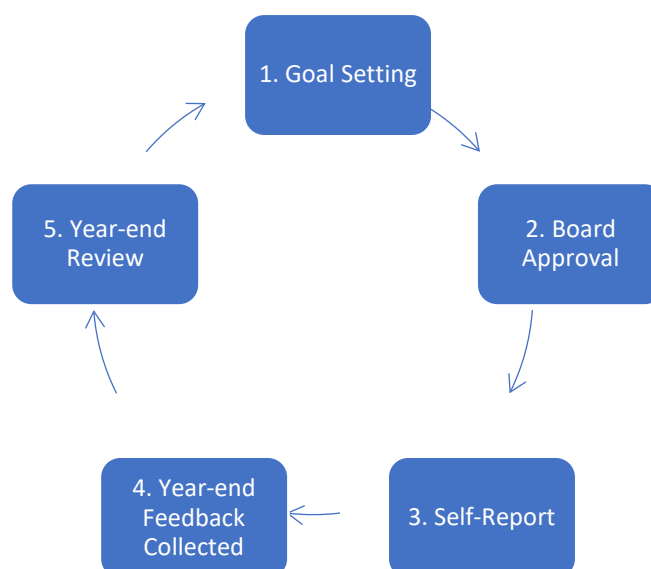 1. Goal Setting
2. Board
Approval
3. Self-Report
4. Year-end
Feedback
Collected
5. Year-end
Review